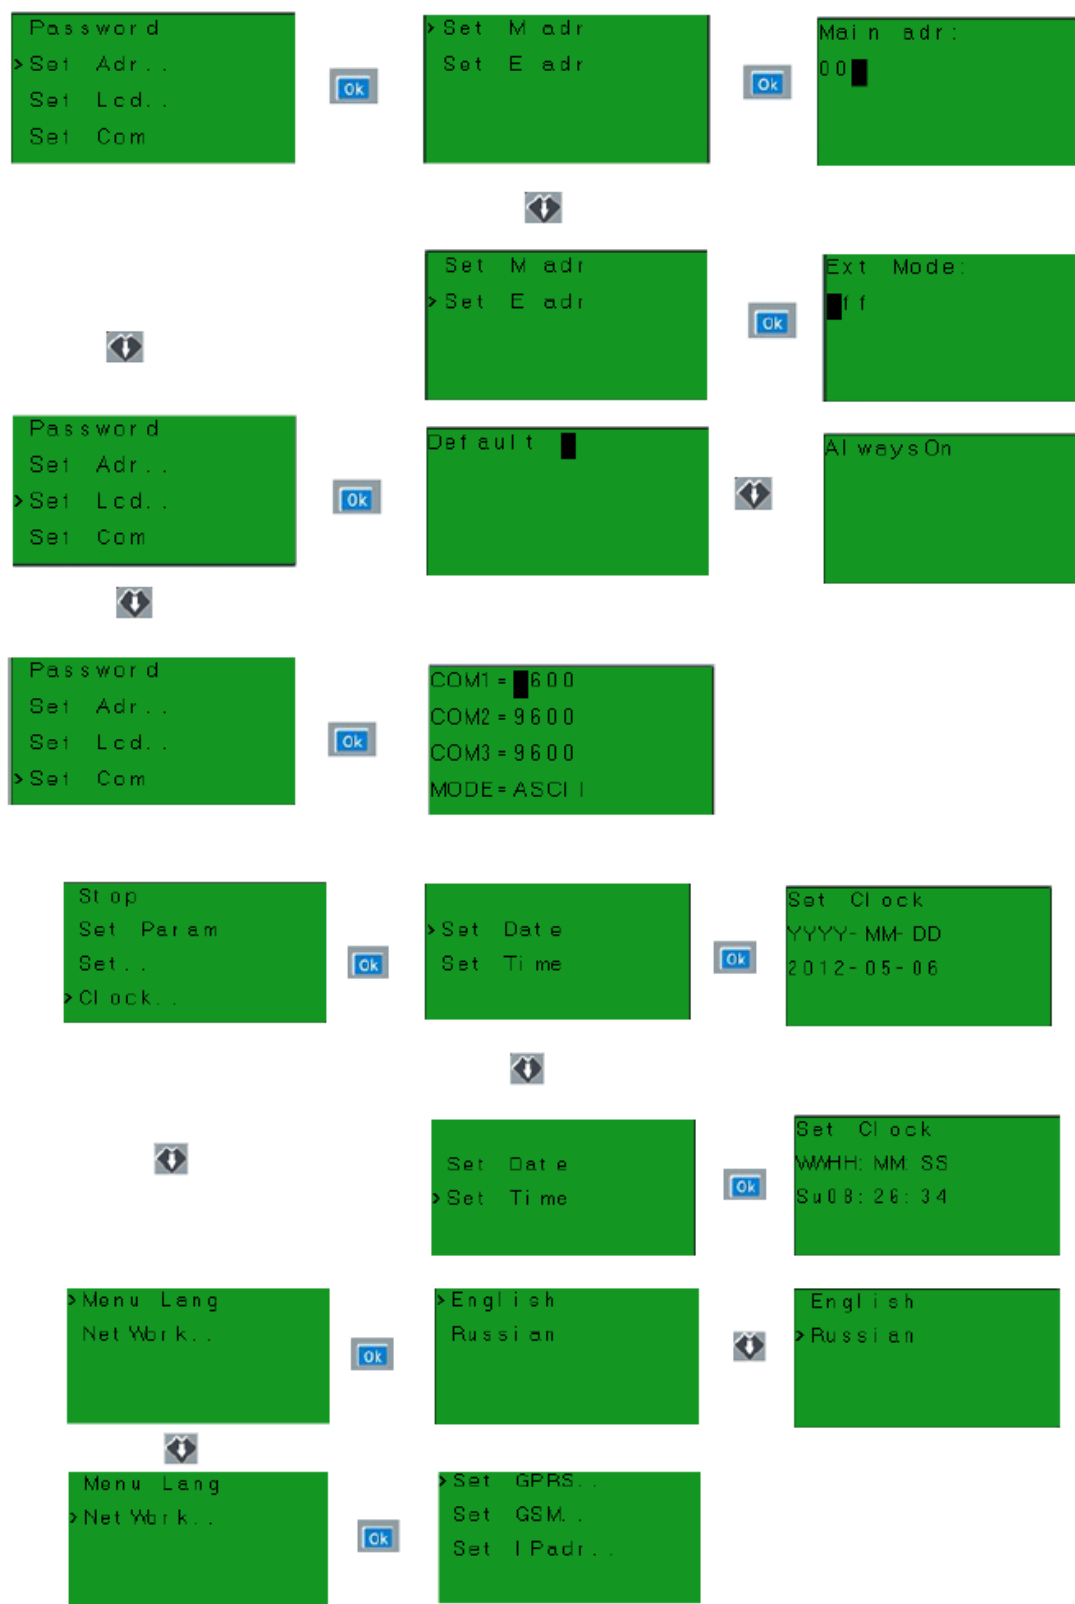 Password
>Set Adr..
Set Lcd..
Set Com
Ok
>Set M adr
Set E adr
Ok
Main adr:
00
Set M adr
>Set E adr
Ok
Ext Mode:
ff
Password
Set Adr..
>Set Lcd..
Set Com
Ok
Default
AlwaysOn
Password
Set Adr..
Set Lcd..
>Set Com
Ok
COM1=600
COM2=9600
COM3=9600
MODE=ASCII
Stop
Set Param
Set..
>Clock..
Ok
>Set Date
Set Time
Ok
Set Clock
YYYY-MM-DD
2012-05-06
Set Date
>Set Time
Ok
Set Clock
WWHH:MM:SS
Su08:26:34
>Menu Lang
NetWork..
Ok
>English
Russian
English
>Russian
Menu Lang
>NetWork..
Ok
>Set GPRS..
Set GSM..
Set IPadr..